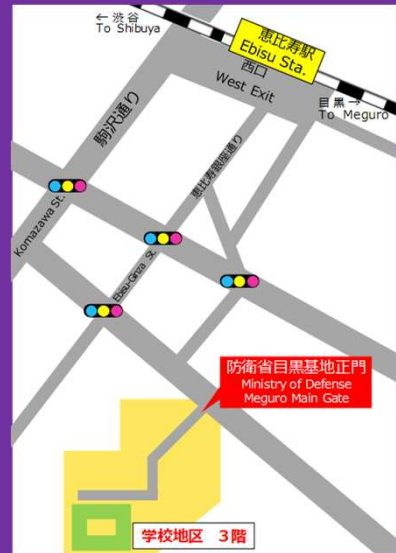 ← 渋谷
To Shibuya
恵比寿駅
Ebisu Sta.
西口
West Exit
目黒→
To Meguro
駒沢通り
Komazawa St.
恵比寿銀座通り
Ebisu-Ginza St.
防衛省目黒基地正門
Ministry of Defense
Meguro Main Gate
学校地区 3階